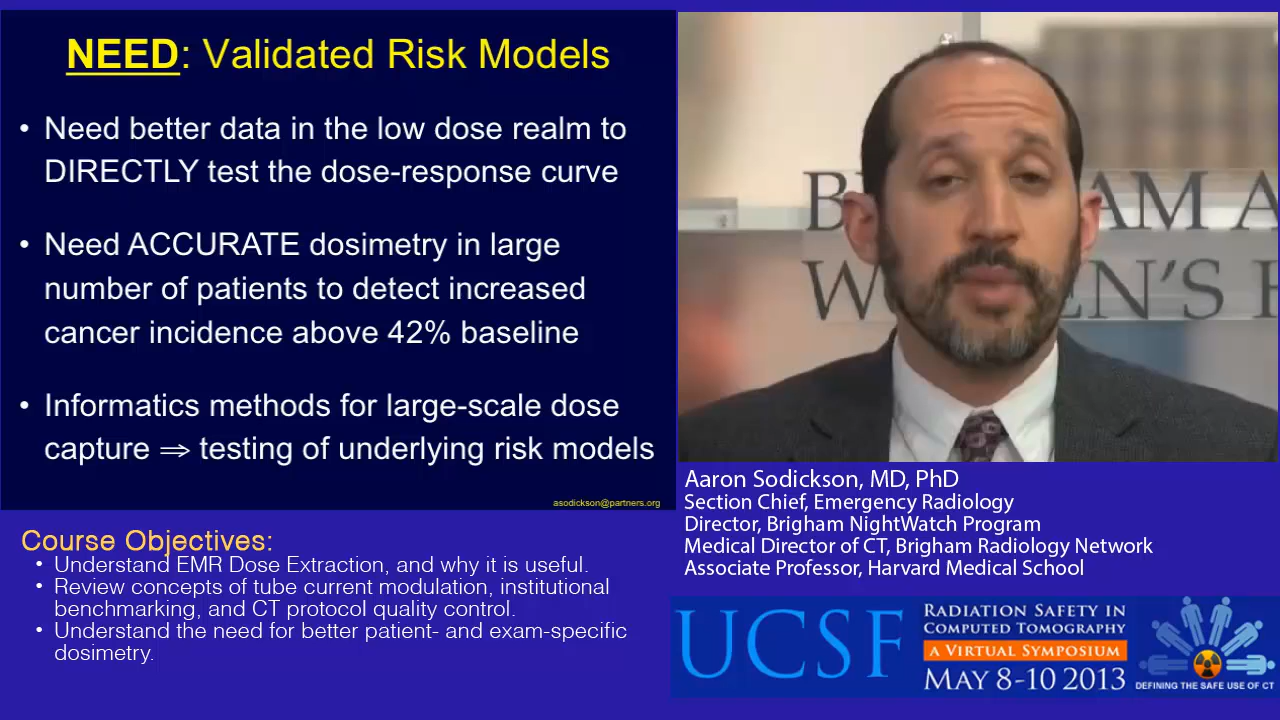 NEED: Validated Risk Models
• Need better data in the low dose realm to
DIRECTLY test the dose-response curve
• Need ACCURATE dosimetry in large
number of patients to detect increased
cancer incidence above 42% baseline
• Informatics methods for large-scale dose
capture ⇒ testing of underlying risk models
asodickson@partners.org
Course Objectives:
• Understand EMR Dose Extraction, and why it is useful.
• Review concepts of tube current modulation, institutional
benchmarking, and CT protocol quality control.
• Understand the need for better patient- and exam-specific
dosimetry.
Aaron Sodickson, MD, PhD
Section Chief, Emergency Radiology
Director, Brigham NightWatch Program
Medical Director of CT, Brigham Radiology Network
Associate Professor, Harvard Medical School
UCSF
RADIATION SAFETY IN
COMPUTED TOMOGRAPHY
A VIRTUAL SYMPOSIUM
MAY 8-10 2013
DEFINING THE SAFE USE OF CT